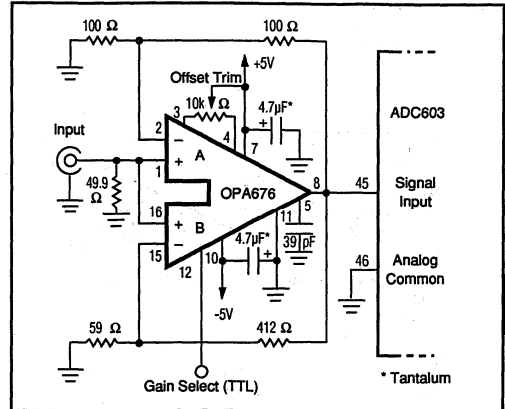 100 Ω
100 Ω
+5V
Offset Trim
ADC603
10k Ω
4.7µF*
+
3
4
7
2
−
A
Input
+
1
49.9
Ω
OPA676
8
45
Signal
Input
16
+
B
11
5
15
−
12
10
4.7µF*
+
39 pF
46
Analog
Common
-5V
59 Ω
412 Ω
Gain Select (TTL)
* Tantalum